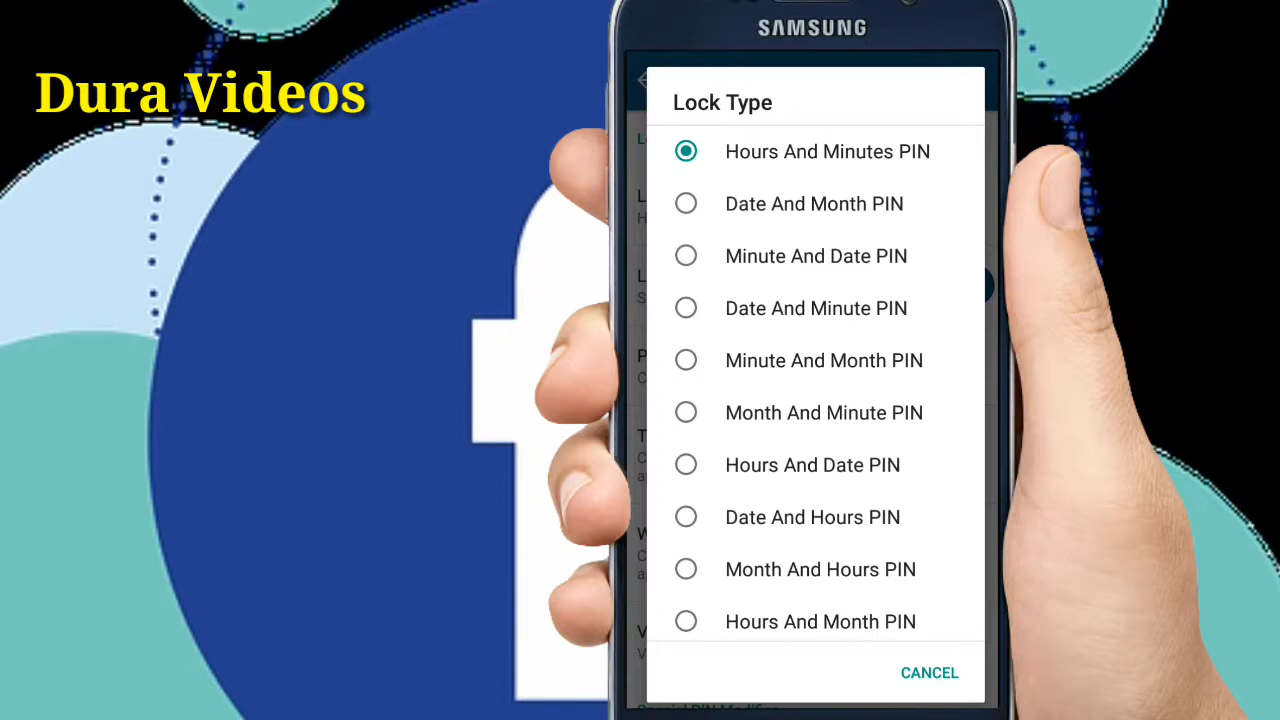 Dura Videos
SAMSUNG
Lock Type
Hours And Minutes PIN
Date And Month PIN
Minute And Date PIN
Date And Minute PIN
Minute And Month PIN
Month And Minute PIN
Hours And Date PIN
Date And Hours PIN
Month And Hours PIN
Hours And Month PIN
CANCEL